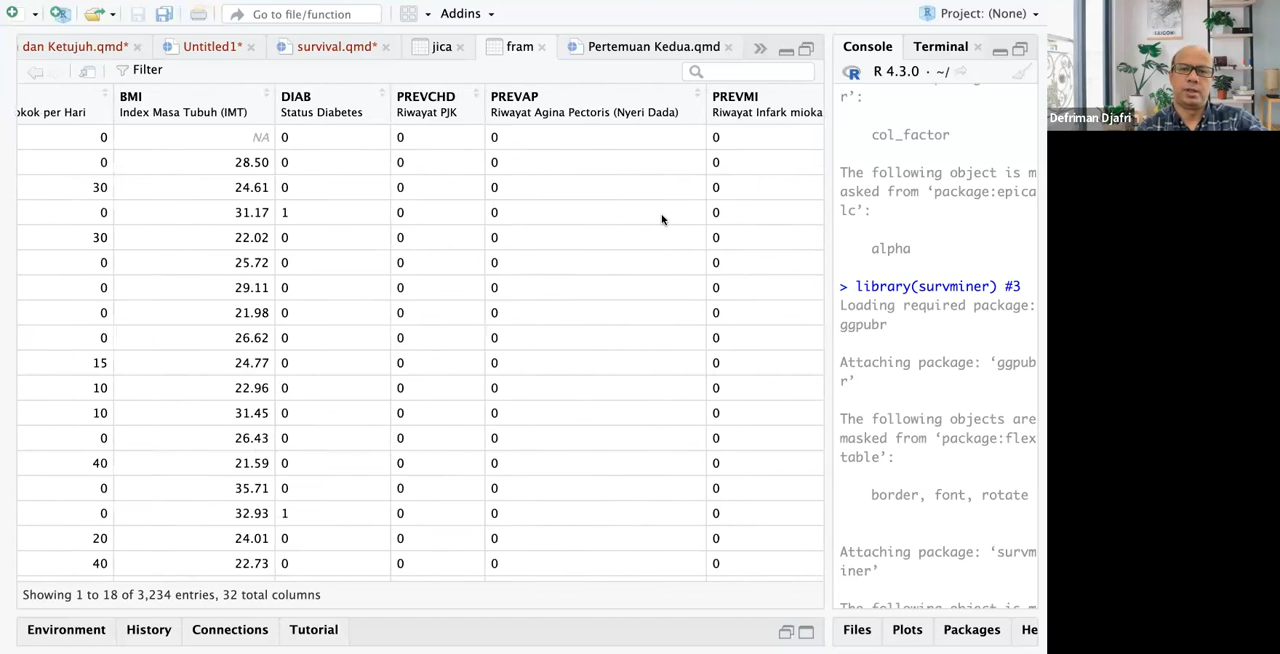 Go to file/function
Addins
Project: (None)
dan Ketujuh.qmd*
Untitled1*
survival.qmd*
jica
fram
Pertemuan Kedua.qmd
Filter
okok per Hari
BMI
Index Masa Tubuh (IMT)
DIAB
Status Diabetes
PREVCHD
Riwayat PJK
PREVAP
Riwayat Agina Pectoris (Nyeri Dada)
PREVMI
Riwayat Infark mioka
0 NA 0 0 0 0
0 28.50 0 0 0 0
30 24.61 0 0 0 0
0 31.17 1 0 0 0
30 22.02 0 0 0 0
0 25.72 0 0 0 0
0 29.11 0 0 0 0
0 21.98 0 0 0 0
0 26.62 0 0 0 0
15 24.77 0 0 0 0
10 22.96 0 0 0 0
10 31.45 0 0 0 0
0 26.43 0 0 0 0
40 21.59 0 0 0 0
0 35.71 0 0 0 0
0 32.93 1 0 0 0
20 24.01 0 0 0 0
40 22.73 0 0 0 0
Showing 1 to 18 of 3,234 entries, 32 total columns
Environment
History
Connections
Tutorial
Console
Terminal
R 4.3.0 · ~/
r’:
col_factor
The following object is m
asked from ‘package:epica
lc’:
alpha
> library(survminer) #3
Loading required package:
ggpubr
Attaching package: ‘ggpub
r’
The following objects are
masked from ‘package:flex
table’:
border, font, rotate
Attaching package: ‘survm
iner’
Files
Plots
Packages
He
SAIGON
Defriman Djafri